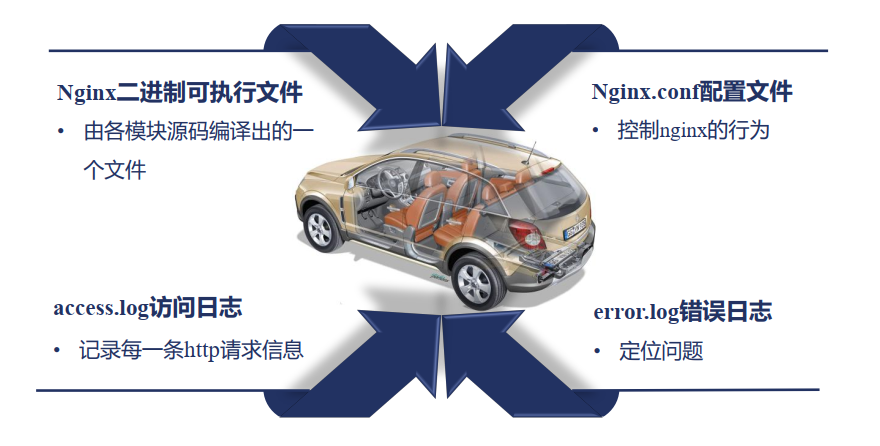 Nginx二进制可执行文件
• 由各模块源码编译出的一
个文件
Nginx.conf配置文件
• 控制nginx的行为
access.log访问日志
• 记录每一条http请求信息
error.log错误日志
• 定位问题